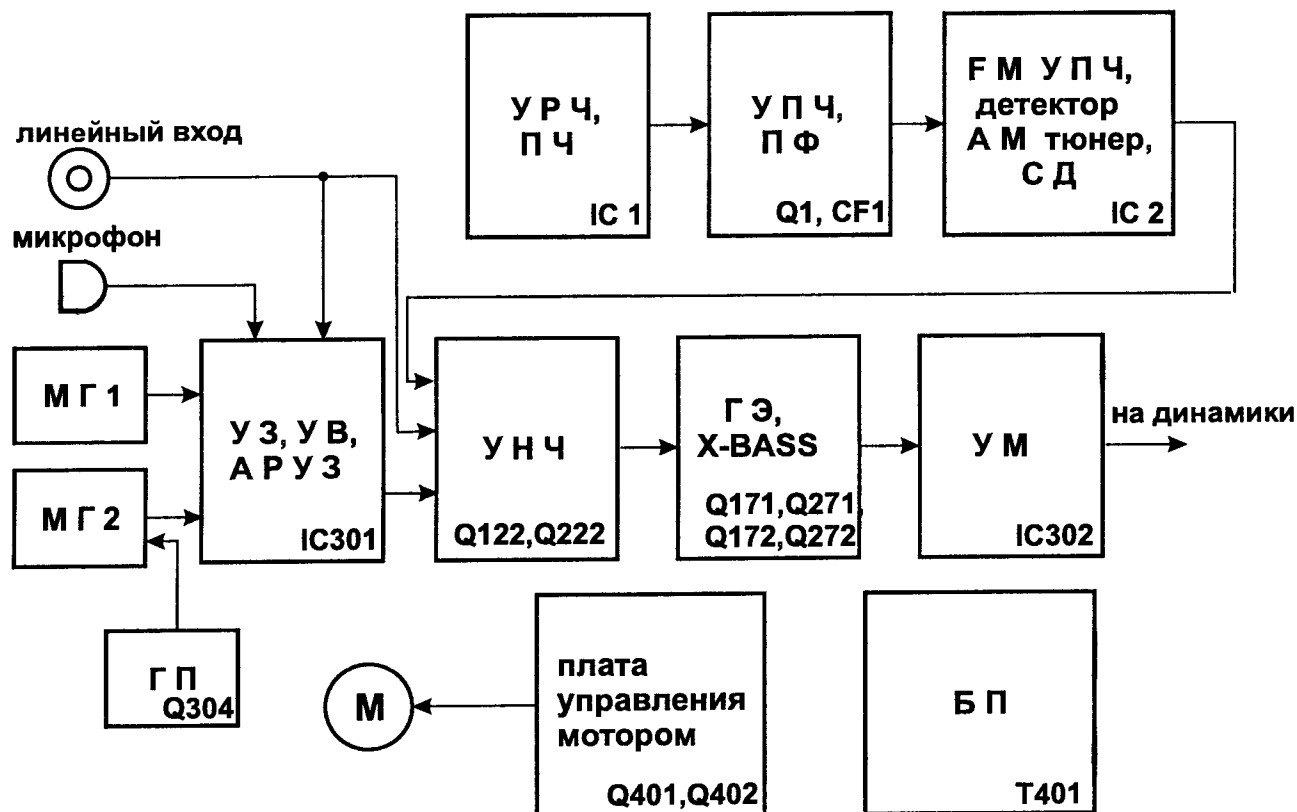 У Р Ч,
П Ч
IC 1
У П Ч,
П Ф
Q1, CF1
F M У П Ч,
детектор
А М тюнер,
С Д
IC 2
линейный вход
микрофон
М Г 1
М Г 2
У З, У В,
А Р У З
IC301
У Н Ч
Q122,Q222
Г Э,
X-BASS
Q171,Q271,
Q172,Q272
У М
IC302
на динамики
Г П
Q304
М
плата
управления
мотором
Q401,Q402
Б П
T401